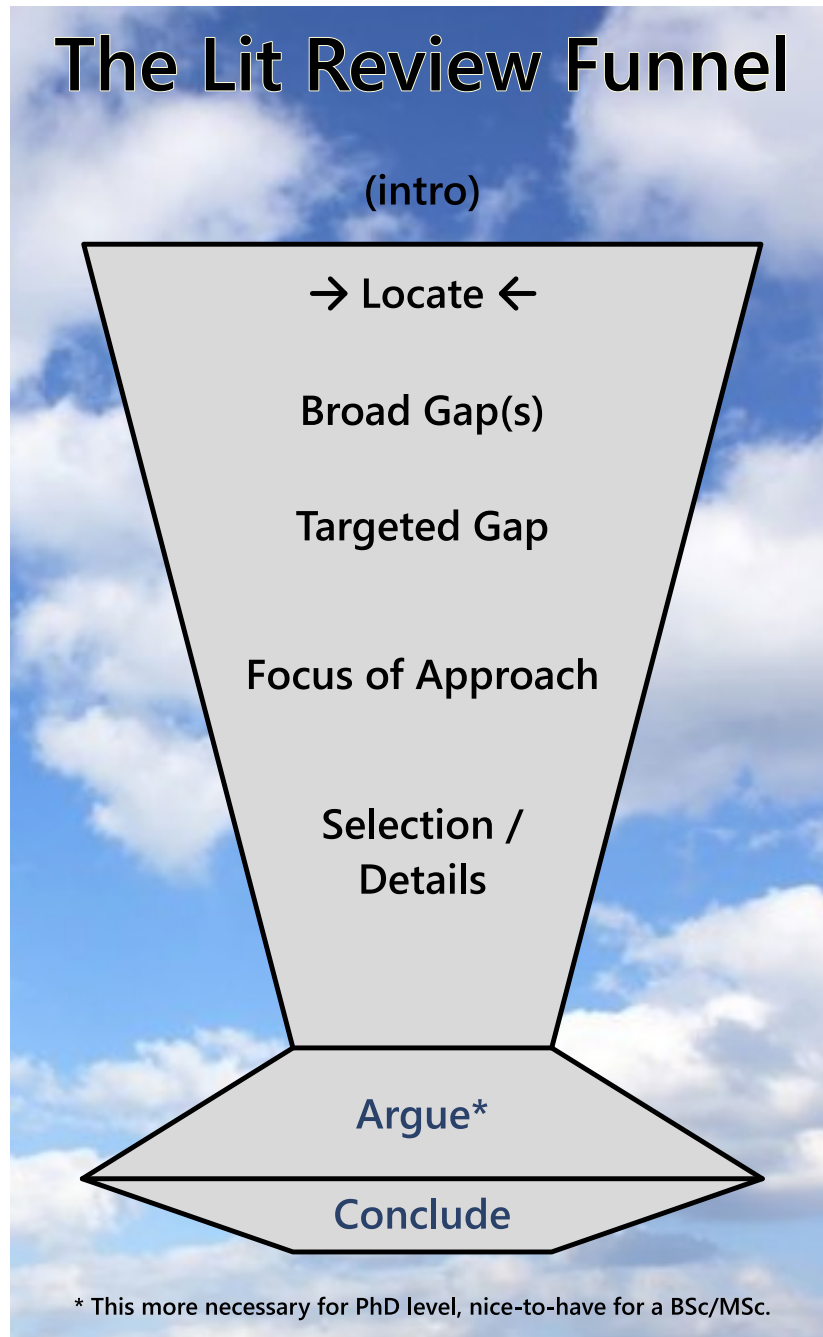 The Lit Review Funnel
(intro)
→ Locate ←
Broad Gap(s)
Targeted Gap
Focus of Approach
Selection /
Details
Argue*
Conclude
* This more necessary for PhD level, nice-to-have for a BSc/MSc.